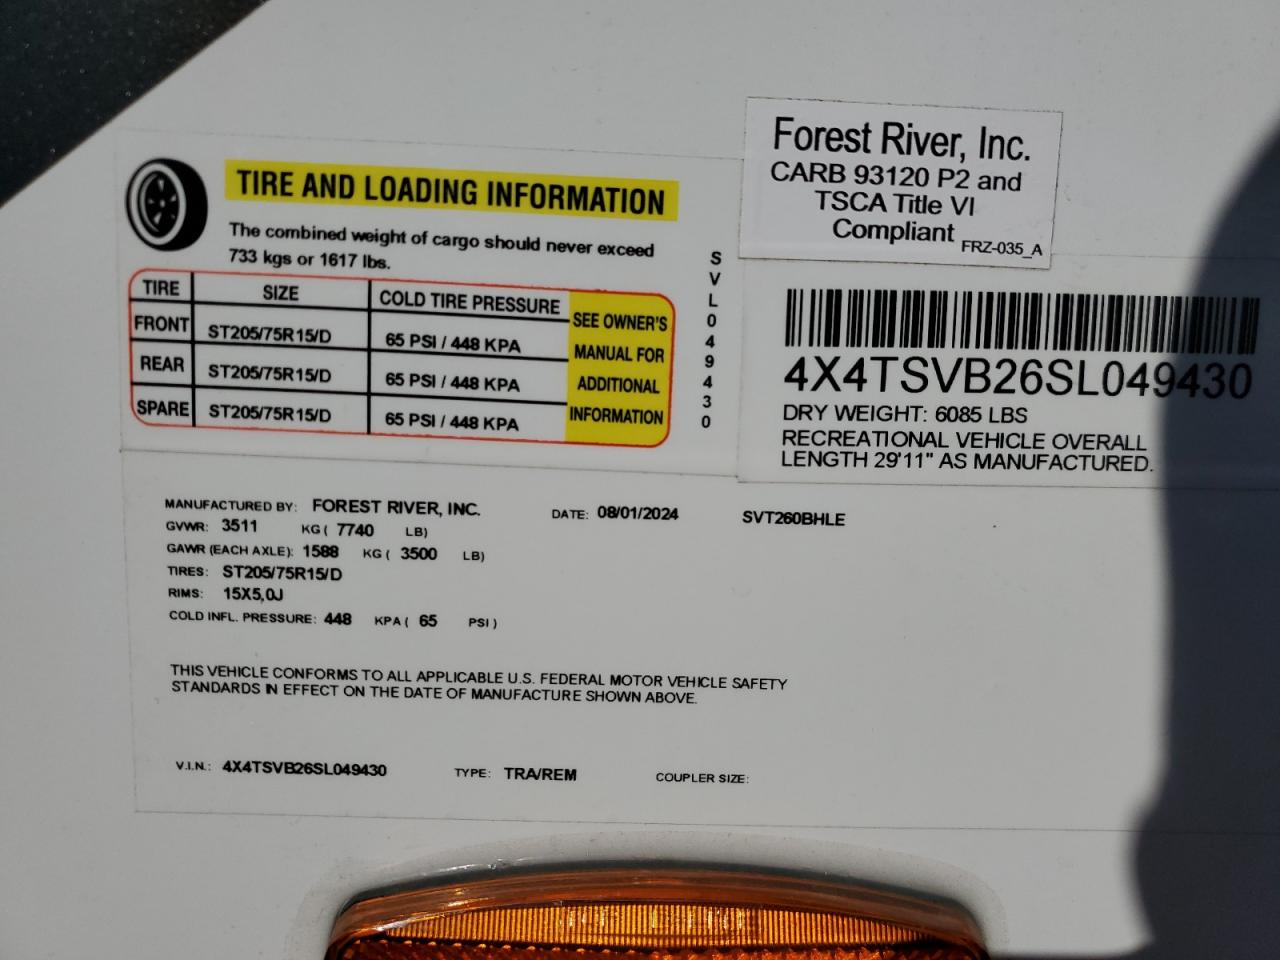 Forest River, Inc.
CARB 93120 P2 and
TSCA Title VI
Compliant
FRZ-035_A
TIRE AND LOADING INFORMATION
The combined weight of cargo should never exceed
733 kgs or 1617 lbs.
TIRE SIZE COLD TIRE PRESSURE
FRONT ST205/75R15/D 65 PSI / 448 KPA
REAR ST205/75R15/D 65 PSI / 448 KPA
SPARE ST205/75R15/D 65 PSI / 448 KPA
SEE OWNER'S
MANUAL FOR
ADDITIONAL
INFORMATION
SVL049430
4X4TSVB26SL049430
DRY WEIGHT: 6085 LBS
RECREATIONAL VEHICLE OVERALL
LENGTH 29'11" AS MANUFACTURED.
MANUFACTURED BY: FOREST RIVER, INC. DATE: 08/01/2024 SVT260BHLE
GVWR: 3511 KG ( 7740 LB)
GAWR (EACH AXLE): 1588 KG ( 3500 LB)
TIRES: ST205/75R15/D
RIMS: 15X5,0J
COLD INFL. PRESSURE: 448 KPA ( 65 PSI )
THIS VEHICLE CONFORMS TO ALL APPLICABLE U.S. FEDERAL MOTOR VEHICLE SAFETY
STANDARDS IN EFFECT ON THE DATE OF MANUFACTURE SHOWN ABOVE.
V.I.N.: 4X4TSVB26SL049430 TYPE: TRA/REM COUPLER SIZE: